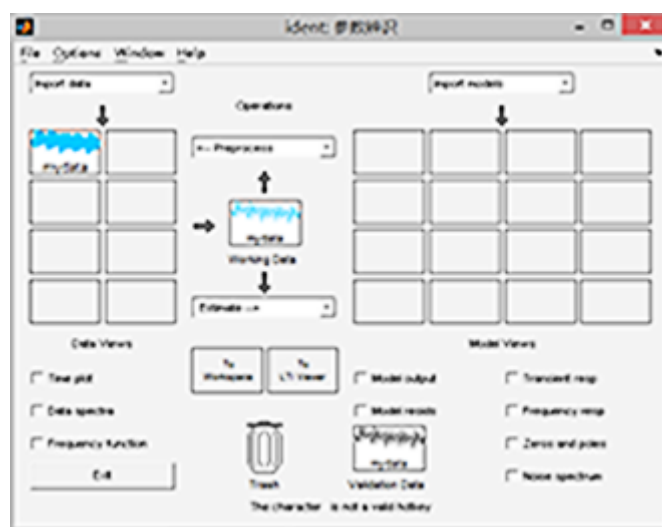 ident: 参数辨识
File Options Window Help
Import data
Import models
Operations
mydata
<-- Preprocess
mydata
Working Data
Estimate -->
Data Views
Model Views
To Workspace
To LTI Viewer
Time plot
Data spectra
Frequency function
Model output
Model resids
Transient resp
Frequency resp
Zeros and poles
Noise spectrum
Exit
Trash
mydata
Validation Data
The character is not a valid hotkey